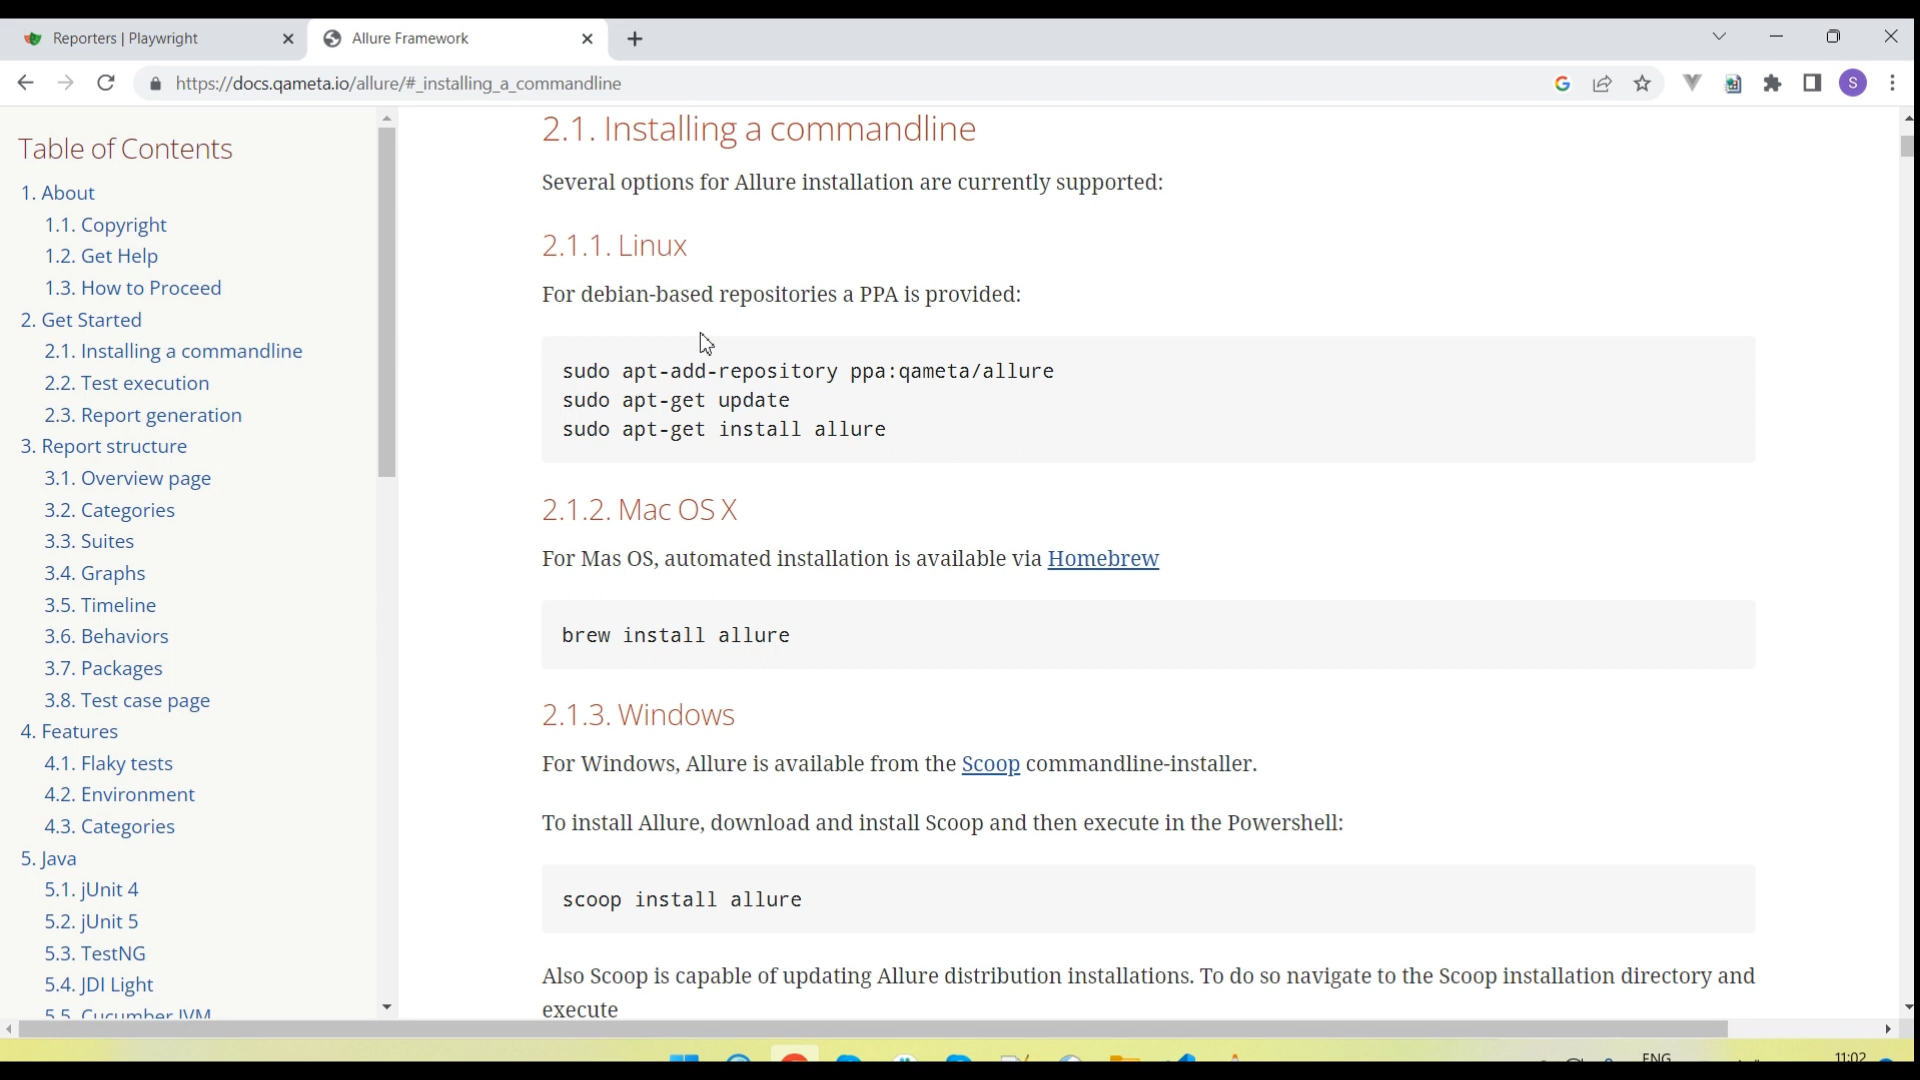 Reporters | Playwright
Allure Framework
https://docs.qameta.io/allure/#_installing_a_commandline
S
Table of Contents
1. About
1.1. Copyright
1.2. Get Help
1.3. How to Proceed
2. Get Started
2.1. Installing a commandline
2.2. Test execution
2.3. Report generation
3. Report structure
3.1. Overview page
3.2. Categories
3.3. Suites
3.4. Graphs
3.5. Timeline
3.6. Behaviors
3.7. Packages
3.8. Test case page
4. Features
4.1. Flaky tests
4.2. Environment
4.3. Categories
5. Java
5.1. jUnit 4
5.2. jUnit 5
5.3. TestNG
5.4. JDI Light
5.5. Cucumber JVM
2.1. Installing a commandline
Several options for Allure installation are currently supported:
2.1.1. Linux
For debian-based repositories a PPA is provided:
sudo apt-add-repository ppa:qameta/allure
sudo apt-get update
sudo apt-get install allure
2.1.2. Mac OS X
For Mas OS, automated installation is available via Homebrew
brew install allure
2.1.3. Windows
For Windows, Allure is available from the Scoop commandline-installer.
To install Allure, download and install Scoop and then execute in the Powershell:
scoop install allure
Also Scoop is capable of updating Allure distribution installations. To do so navigate to the Scoop installation directory and
execute
ENG
11:02